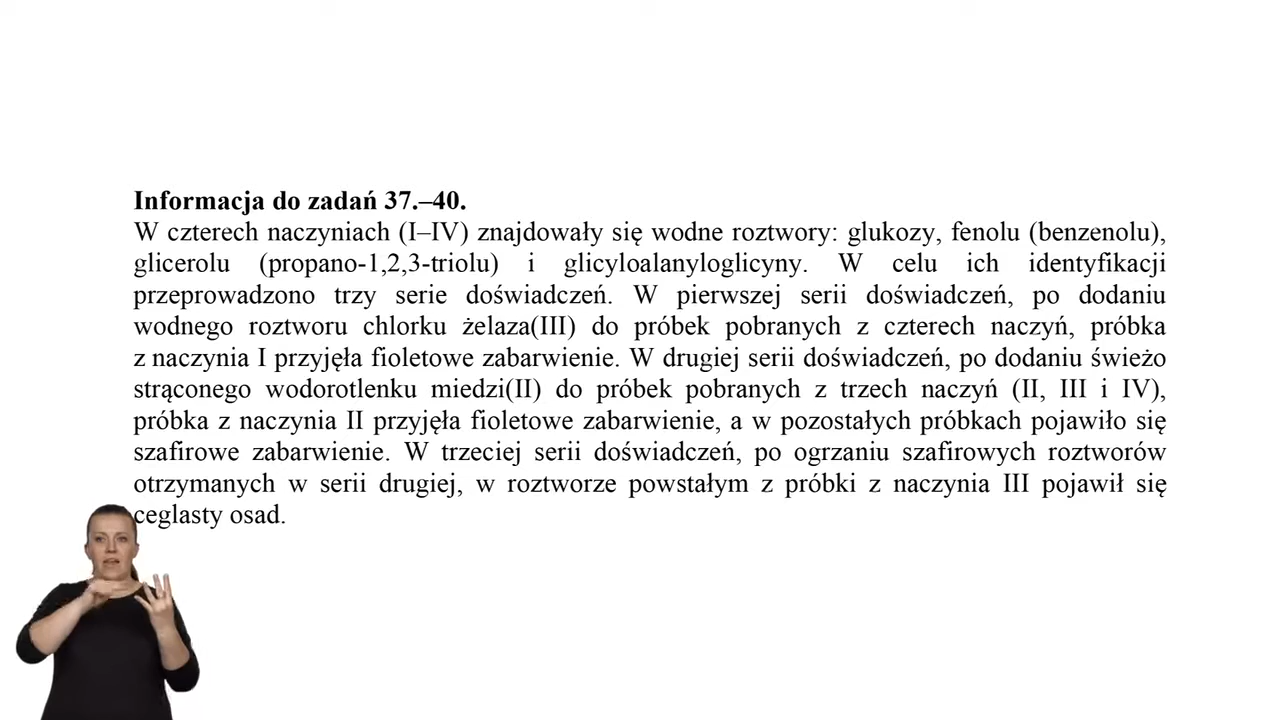 Informacja do zadań 37.–40.
W czterech naczyniach (I–IV) znajdowały się wodne roztwory: glukozy, fenolu (benzenolu),
glicerolu (propano-1,2,3-triolu) i glicyloalanyloglicyny. W celu ich identyfikacji
przeprowadzono trzy serie doświadczeń. W pierwszej serii doświadczeń, po dodaniu
wodnego roztworu chlorku żelaza(III) do próbek pobranych z czterech naczyń, próbka
z naczynia I przyjęła fioletowe zabarwienie. W drugiej serii doświadczeń, po dodaniu świeżo
strąconego wodorotlenku miedzi(II) do próbek pobranych z trzech naczyń (II, III i IV),
próbka z naczynia II przyjęła fioletowe zabarwienie, a w pozostałych próbkach pojawiło się
szafirowe zabarwienie. W trzeciej serii doświadczeń, po ogrzaniu szafirowych roztworów
otrzymanych w serii drugiej, w roztworze powstałym z próbki z naczynia III pojawił się
ceglasty osad.